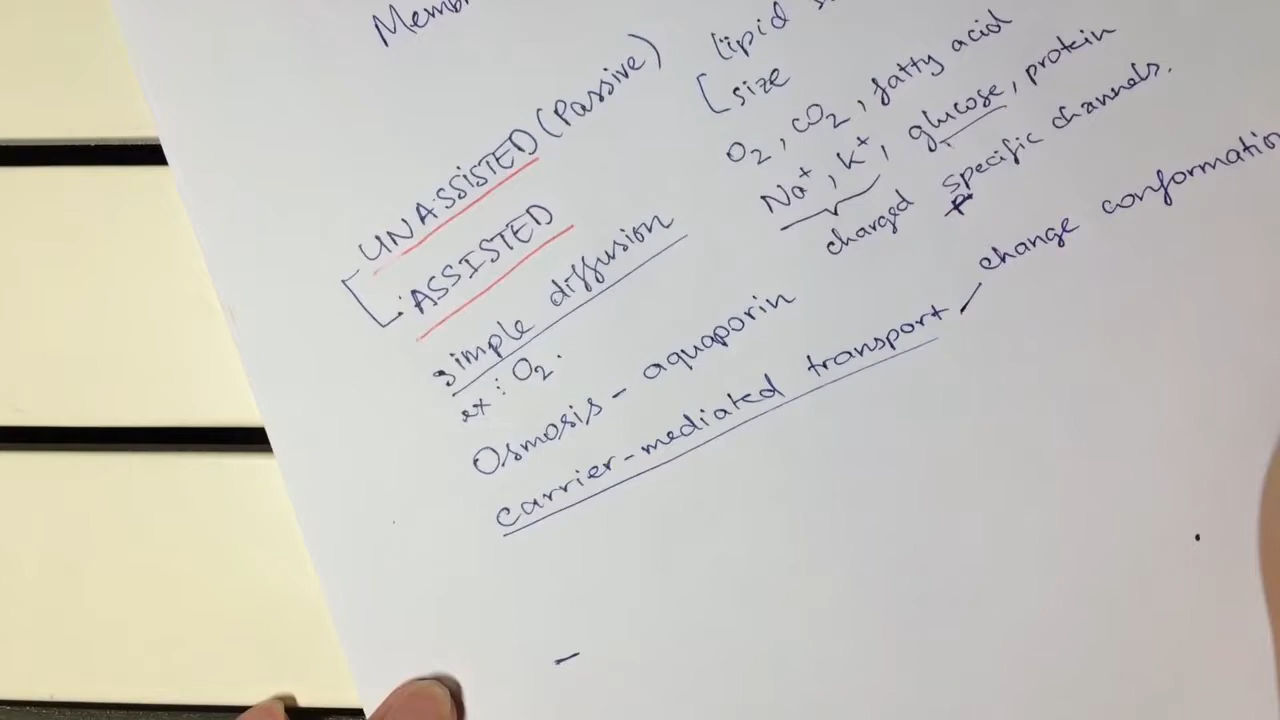 UNASSISTED (Passive)
ASSISTED
Lipid
size
O2, CO2, fatty acid
Na+, K+, glucose, protein
charged specific channels.
simple diffusion
ex: O2.
Osmosis - aquaporin
carrier-mediated transport - change conformation